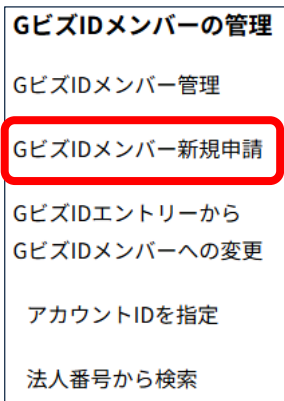 GビズIDメンバーの管理
GビズIDメンバー管理
GビズIDメンバー新規申請
GビズIDエントリーから
GビズIDメンバーへの変更
アカウントIDを指定
法人番号から検索